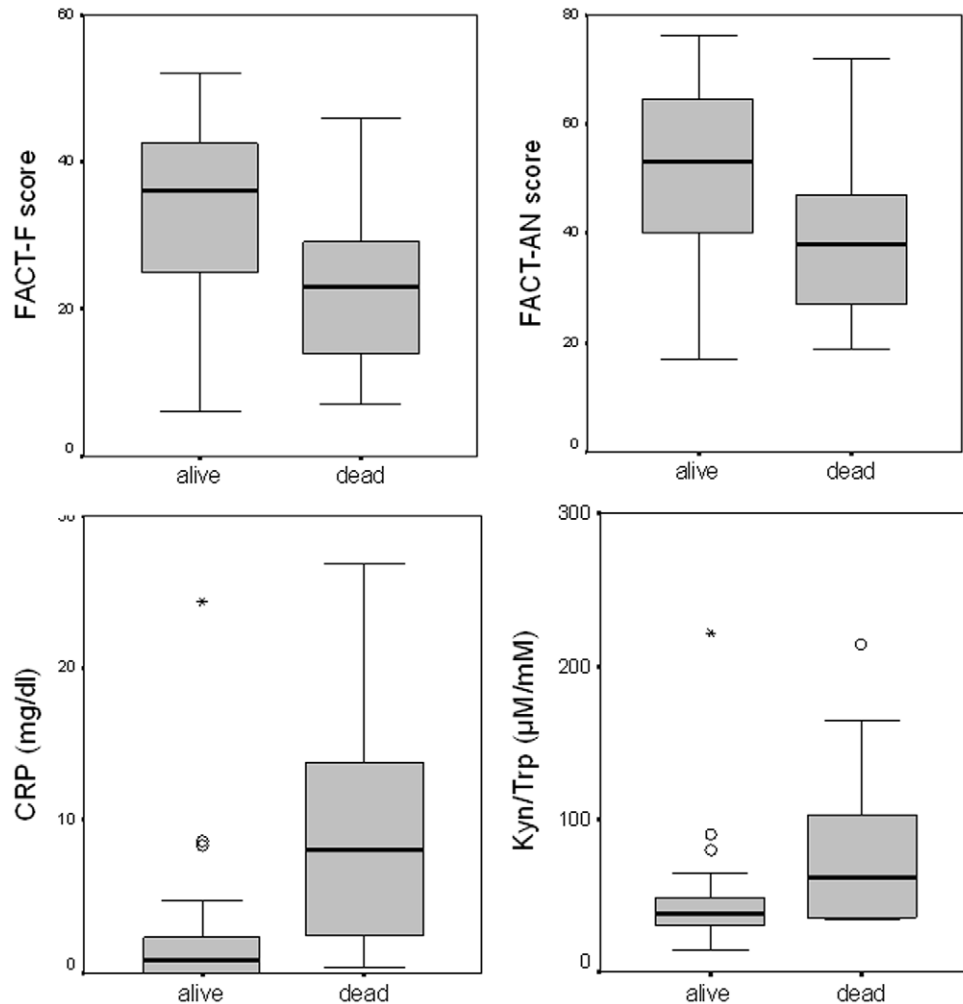 60
40
20
0
FACT-F score
alive
dead
80
60
40
20
0
FACT-AN score
alive
dead
20
10
0
CRP (mg/dl)
alive
dead
300
200
100
0
Kyn/Trp (µM/mM)
alive
dead